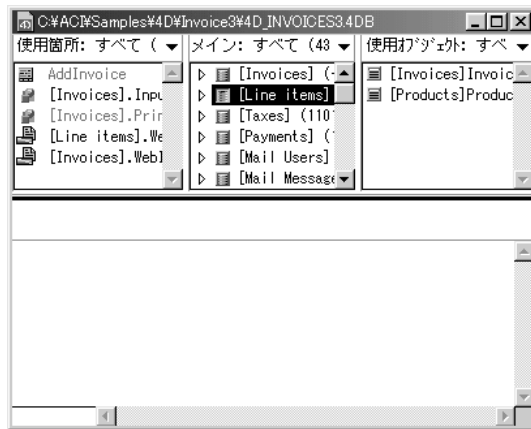 C:¥ACI¥Samples¥4D¥Invoice3¥4D_INVOICES3.4DB
使用箇所: すべて (
AddInvoice
[Invoices].Inpu
[Invoices].Prin
[Line items].We
[Invoices].WebI
メイン: すべて (43
[Invoices] (
[Line items]
[Taxes] (110
[Payments] (
[Mail Users]
[Mail Message
使用ｵﾌﾞｼﾞｪｸﾄ: すべ
[Invoices]Invoic
[Products]Produc